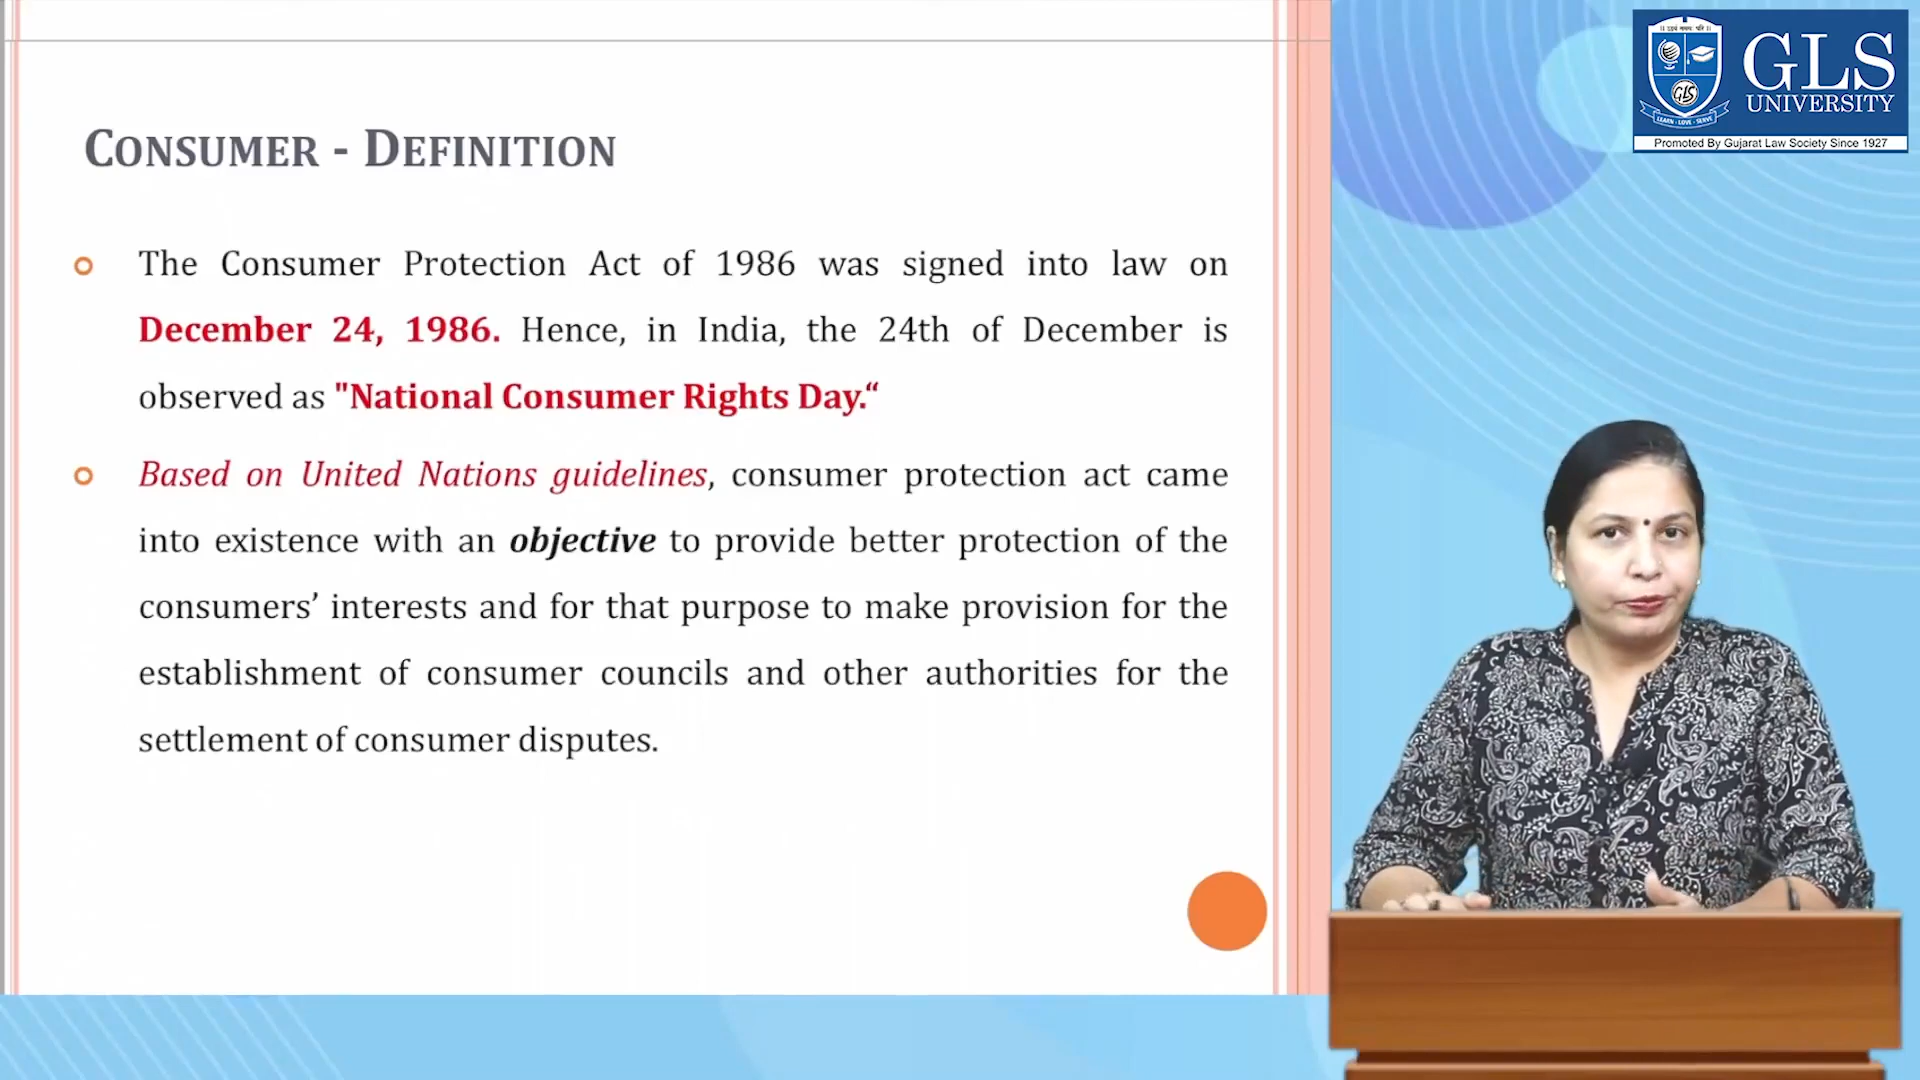 CONSUMER - DEFINITION
The Consumer Protection Act of 1986 was signed into law on
December 24, 1986. Hence, in India, the 24th of December is
observed as "National Consumer Rights Day.“
Based on United Nations guidelines, consumer protection act came
into existence with an objective to provide better protection of the
consumers’ interests and for that purpose to make provision for the
establishment of consumer councils and other authorities for the
settlement of consumer disputes.
GLS
UNIVERSITY
GLS
LEARN · LOVE · SERVE
Promoted By Gujarat Law Society Since 1927